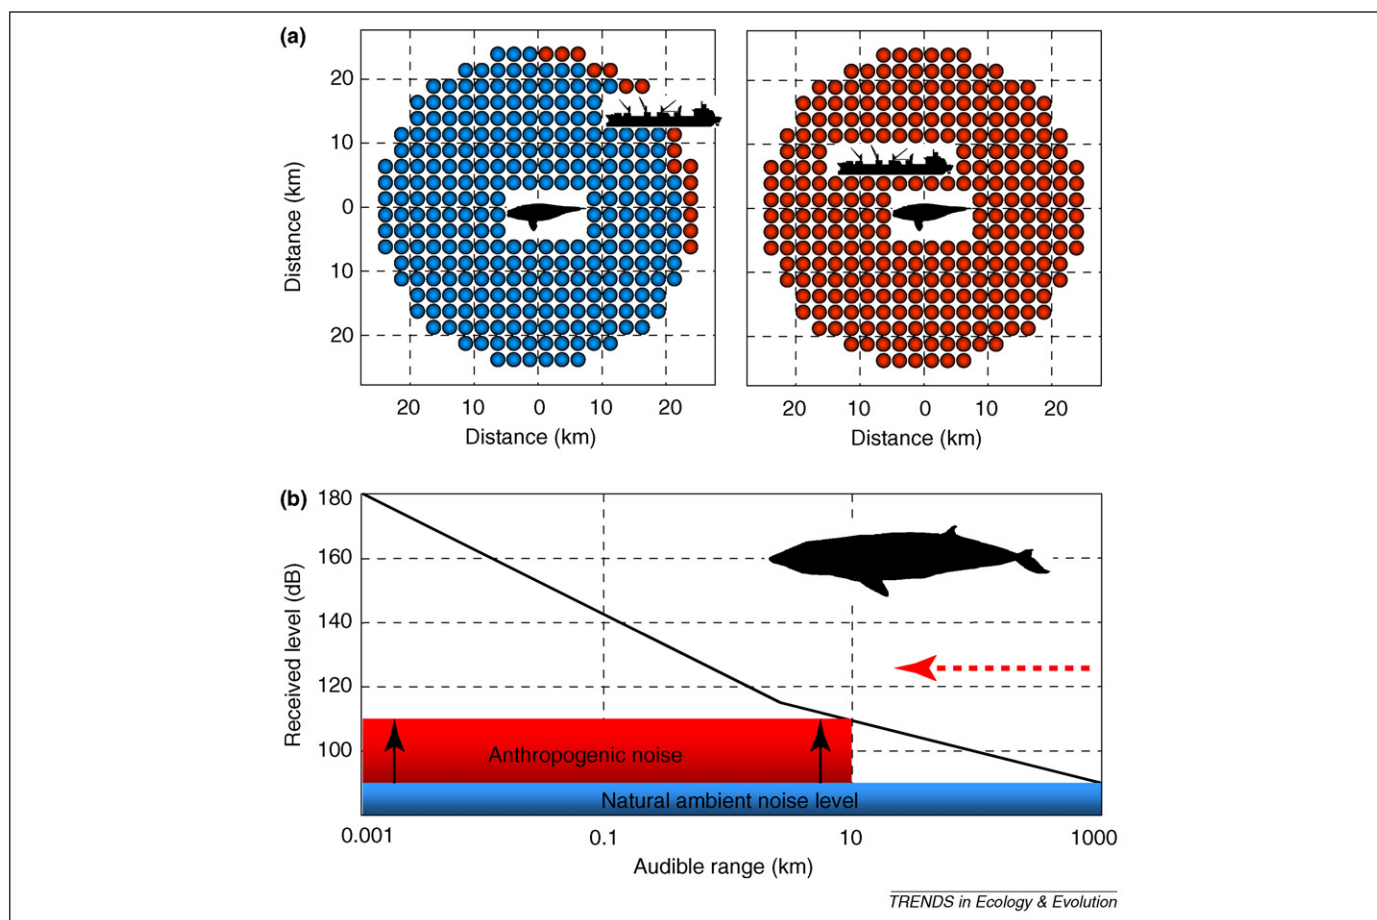 (a)
20
10
0
10
20
Distance (km)
20 10 0 10 20
Distance (km)
Distance (km)
20 10 0 10 20
Distance (km)
(b)
180
160
140
120
100
Received level (dB)
Anthropogenic noise
Natural ambient noise level
0.001 0.1 10 1000
Audible range (km)
TRENDS in Ecology & Evolution